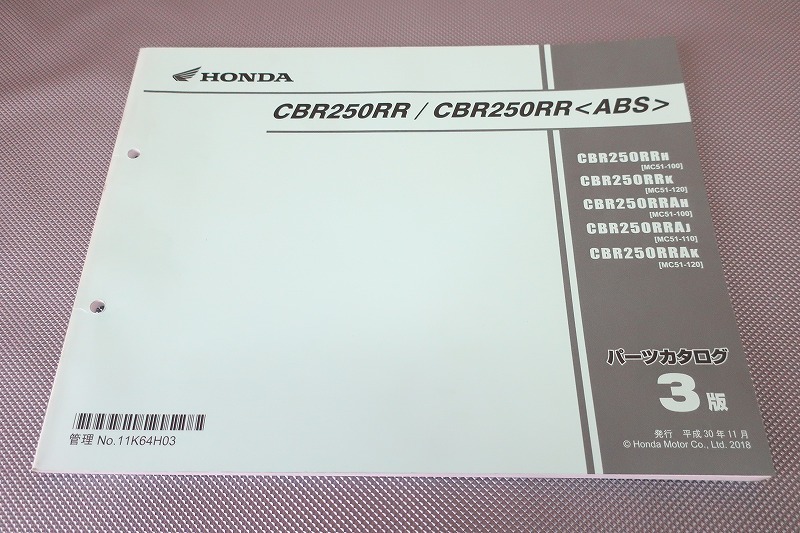 HONDA
CBR250RR / CBR250RR<ABS>
CBR250RRH
[MC51-100]
CBR250RRK
[MC51-120]
CBR250RRAH
[MC51-100]
CBR250RRAJ
[MC51-110]
CBR250RRAK
[MC51-120]
パーツカタログ
3版
発行 平成30年11月
© Honda Motor Co., Ltd. 2018
管理 No.11K64H03